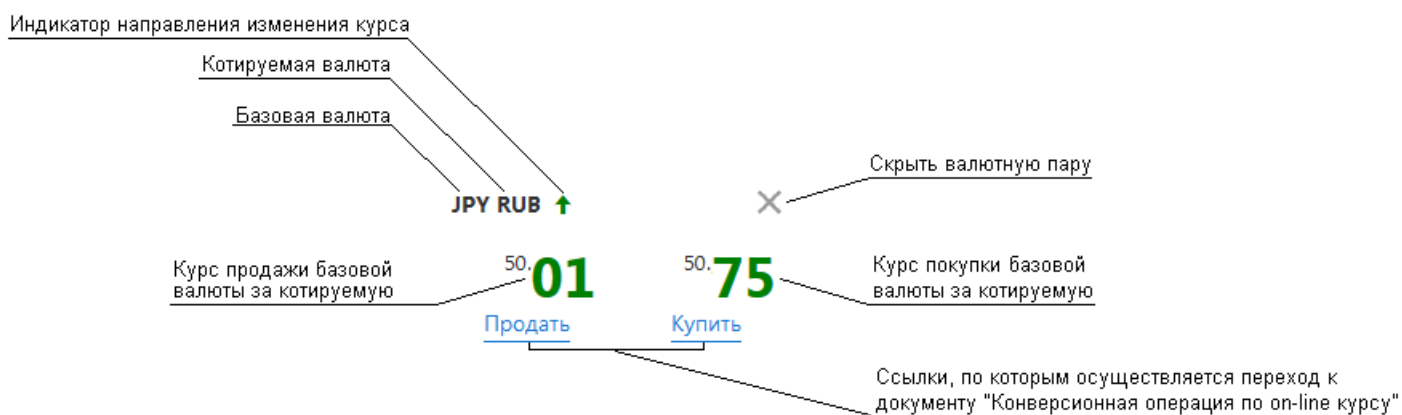 Индикатор направления изменения курса
Котируемая валюта
Базовая валюта
Скрыть валютную пару
JPY RUB
Курс продажи базовой
валюты за котируемую
50.01
50.75
Курс покупки базовой
валюты за котируемую
Продать
Купить
Ссылки, по которым осуществляется переход к
документу "Конверсионная операция по on-line курсу"